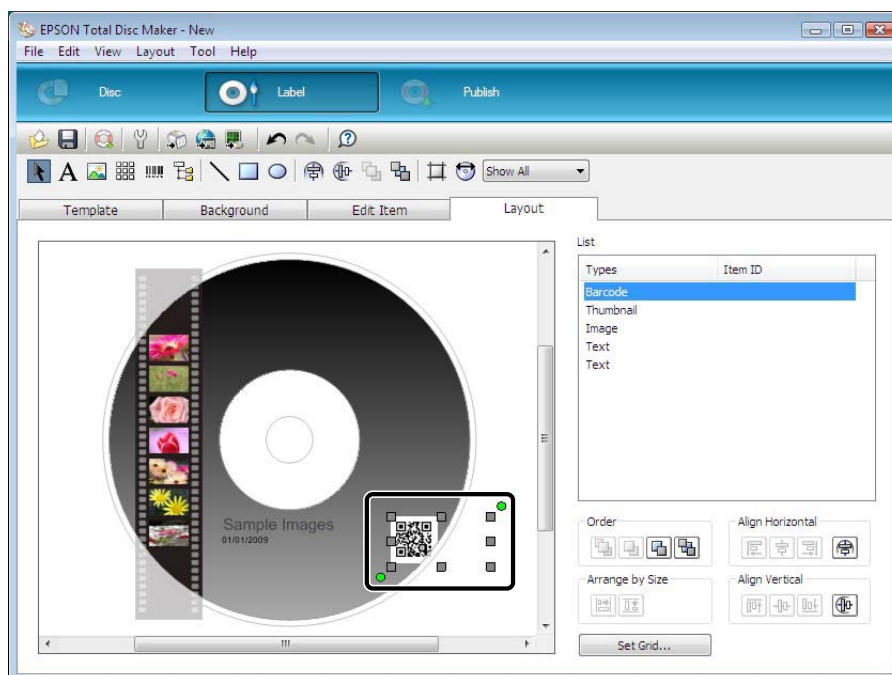 EPSON Total Disc Maker - New
File Edit View Layout Tool Help
Disc Label Publish
A Show All
Template Background Edit Item Layout
List
Types Item ID
Barcode
Thumbnail
Image
Text
Text
Sample Images
01/01/2009
Order Align Horizontal
Arrange by Size Align Vertical
Set Grid...